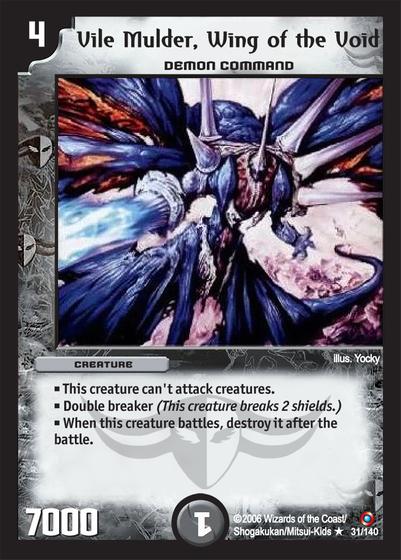 4 Vile Mulder, Wing of the Void
DEMON COMMAND
Illus. Yocky
CREATURE
▪ This creature can't attack creatures.
▪ Double breaker (This creature breaks 2 shields.)
▪ When this creature battles, destroy it after the
battle.
7000
1
©2006 Wizards of the Coast/
Shogakukan/Mitsui-Kids ★ 31/140